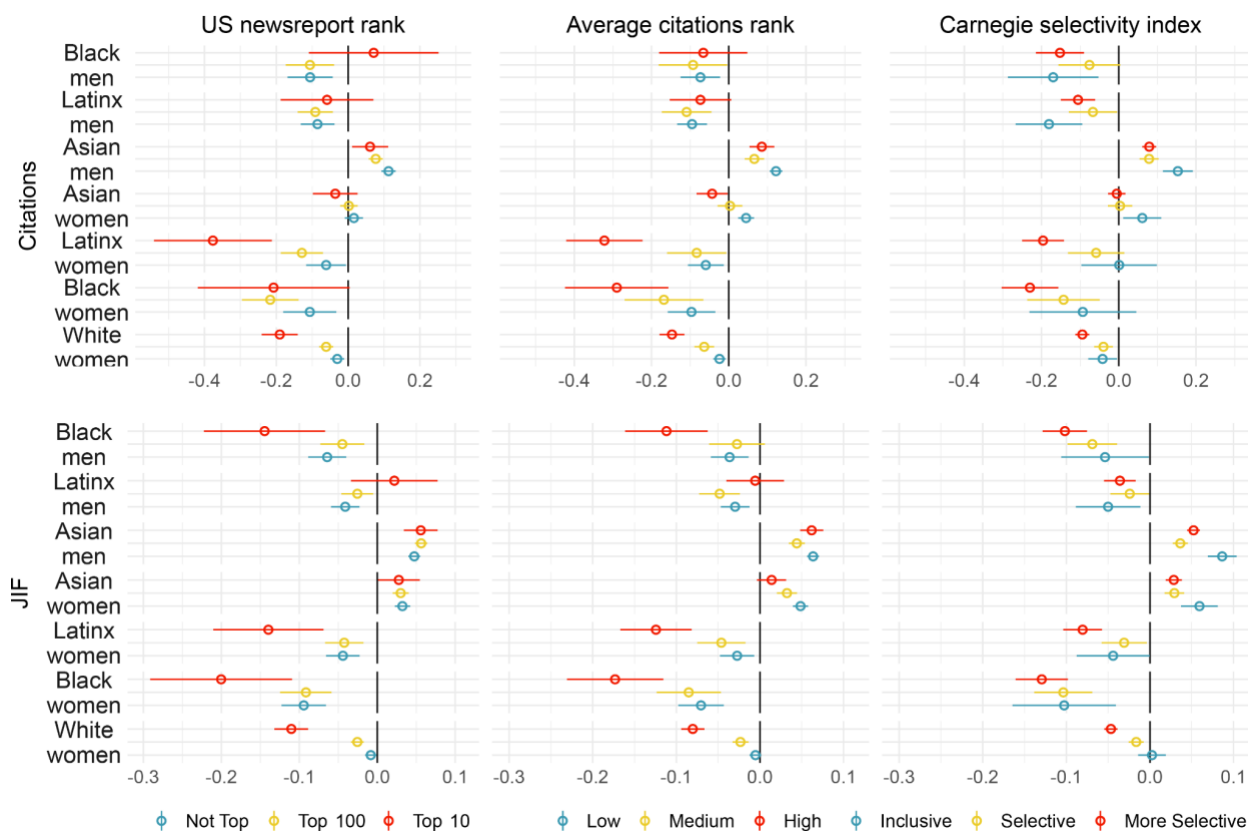 US newsreport rank
Average citations rank
Carnegie selectivity index
Citations
Black
men
Latinx
men
Asian
men
Asian
women
Latinx
women
Black
women
White
women
-0.4 -0.2 0.0 0.2
-0.4 -0.2 0.0 0.2
-0.4 -0.2 0.0 0.2
JIF
Black
men
Latinx
men
Asian
men
Asian
women
Latinx
women
Black
women
White
women
-0.3 -0.2 -0.1 0.0 0.1
-0.3 -0.2 -0.1 0.0 0.1
-0.3 -0.2 -0.1 0.0 0.1
Not Top Top 100 Top 10
Low Medium High
Inclusive Selective More Selective